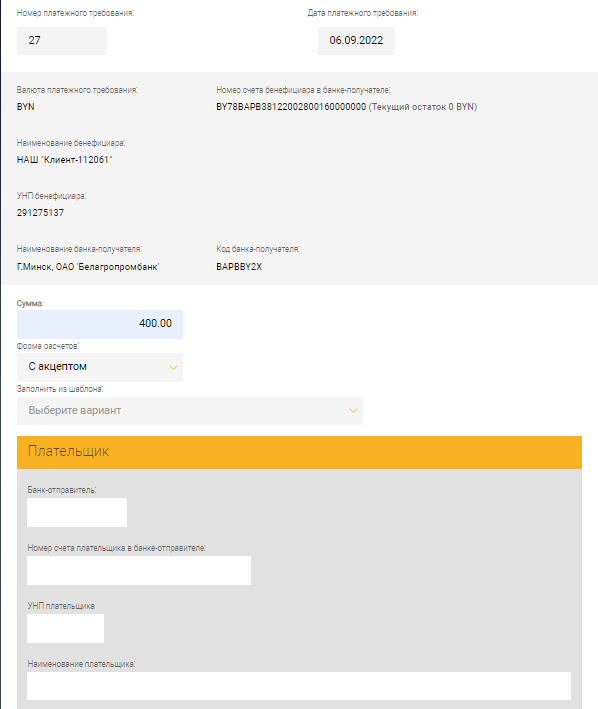 Номер платежного требования: Дата платежного требования:
27 06.09.2022
Валюта платежного требования: Номер счета бенефициара в банке-получателе:
BYN BY78BAPB38122002800160000000 (Текущий остаток 0 BYN)
Наименование бенефициара:
НАШ "Клиент-112061"
УНП бенефициара:
291275137
Наименование банка-получателя: Код банка-получателя:
Г.Минск, ОАО 'Белагропромбанк' BAPBBY2X
Сумма:
400.00
Форма расчетов:
С акцептом
Заполнить из шаблона:
Выберите вариант
Плательщик
Банк-отправитель:
Номер счета плательщика в банке-отправителе:
УНП плательщика
Наименование плательщика: